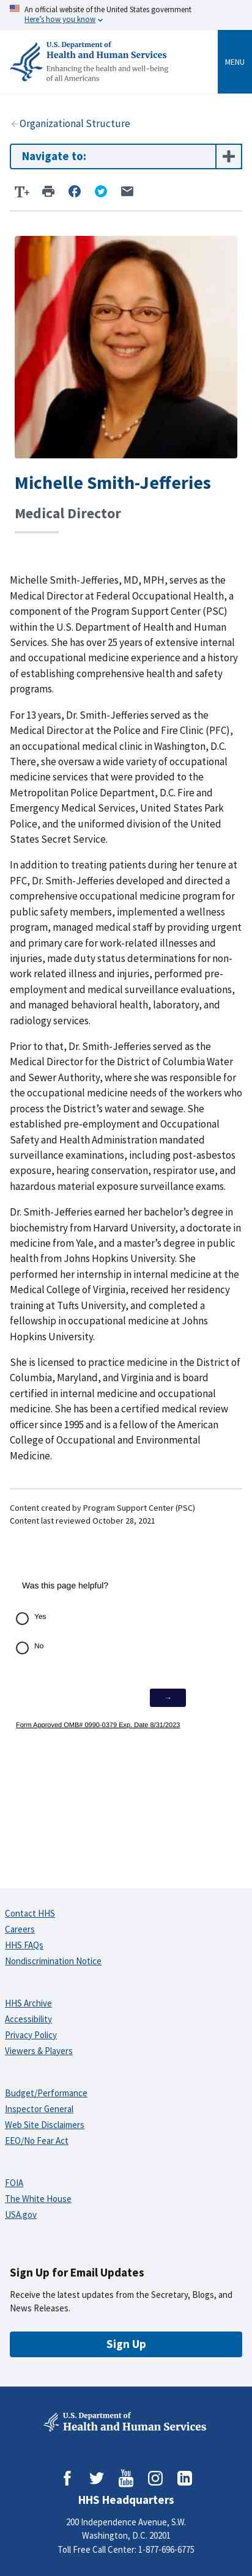 An official website of the United States government
Here's how you know
U.S. Department of
Health and Human Services
Enhancing the health and well-being
of all Americans
MENU
Organizational Structure
Navigate to:
T+
Michelle Smith-Jefferies
Medical Director
Michelle Smith-Jefferies, MD, MPH, serves as the
Medical Director at Federal Occupational Health, a
component of the Program Support Center (PSC)
within the U.S. Department of Health and Human
Services. She has over 25 years of extensive internal
and occupational medicine experience and a history
of establishing comprehensive health and safety
programs.
For 13 years, Dr. Smith-Jefferies served as the
Medical Director at the Police and Fire Clinic (PFC),
an occupational medical clinic in Washington, D.C.
There, she oversaw a wide variety of occupational
medicine services that were provided to the
Metropolitan Police Department, D.C. Fire and
Emergency Medical Services, United States Park
Police, and the uniformed division of the United
States Secret Service.
In addition to treating patients during her tenure at
PFC, Dr. Smith-Jefferies developed and directed a
comprehensive occupational medicine program for
public safety members, implemented a wellness
program, managed medical staff by providing urgent
and primary care for work-related illnesses and
injuries, made duty status determinations for non-
work related illness and injuries, performed pre-
employment and medical surveillance evaluations,
and managed behavioral health, laboratory, and
radiology services.
Prior to that, Dr. Smith-Jefferies served as the
Medical Director for the District of Columbia Water
and Sewer Authority, where she was responsible for
the occupational medicine needs of the workers who
process the District's water and sewage. She
established pre-employment and Occupational
Safety and Health Administration mandated
surveillance examinations, including post-asbestos
exposure, hearing conservation, respirator use, and
hazardous material exposure surveillance exams.
Dr. Smith-Jefferies earned her bachelor's degree in
biochemistry from Harvard University, a doctorate in
medicine from Yale, and a master's degree in public
health from Johns Hopkins University. She
performed her internship in internal medicine at the
Medical College of Virginia, received her residency
training at Tufts University, and completed a
fellowship in occupational medicine at Johns
Hopkins University.
She is licensed to practice medicine in the District of
Columbia, Maryland, and Virginia and is board
certified in internal medicine and occupational
medicine. She has been a certified medical review
officer since 1995 and is a fellow of the American
College of Occupational and Environmental
Medicine.
Content created by Program Support Center (PSC)
Content last reviewed October 28, 2021
Was this page helpful?
Yes
No
→
Form Approved OMB# 0990-0379 Exp. Date 8/31/2023
Contact HHS
Careers
HHS FAQs
Nondiscrimination Notice
HHS Archive
Accessibility
Privacy Policy
Viewers & Players
Budget/Performance
Inspector General
Web Site Disclaimers
EEO/No Fear Act
FOIA
The White House
USA.gov
Sign Up for Email Updates
Receive the latest updates from the Secretary, Blogs, and
News Releases.
Sign Up
U.S. Department of
Health and Human Services
You Tube
HHS Headquarters
200 Independence Avenue, S.W.
Washington, D.C. 20201
Toll Free Call Center: 1-877-696-6775